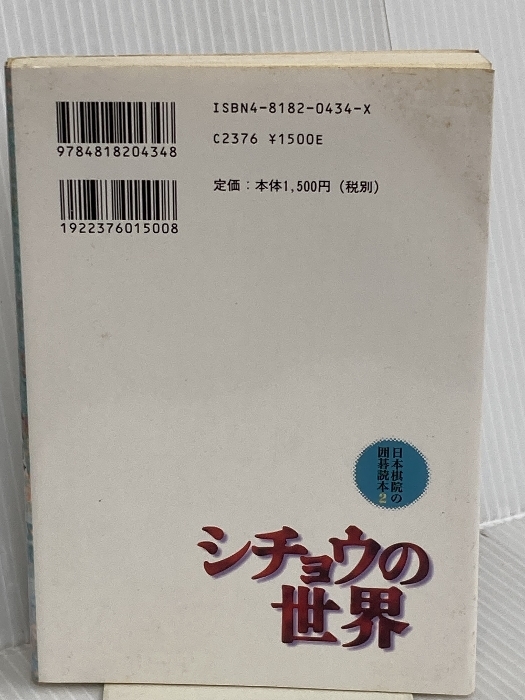 ISBN4-8182-0434-X
C2376 ¥1500E
9784818204348
定価：本体1,500円（税別）
1922376015008
日本棋院の
囲碁読本2
シチョウの
世界